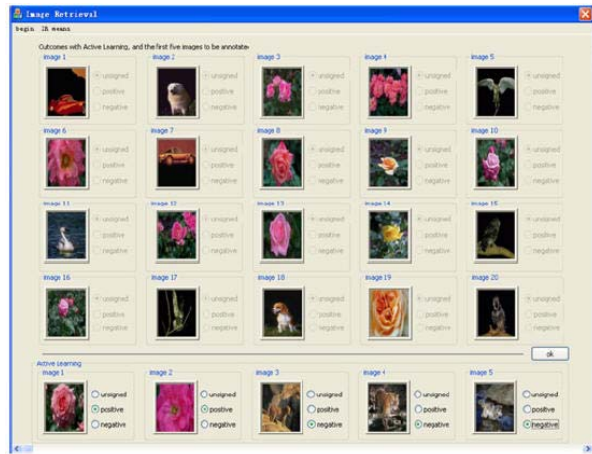 Image Retrieval
begin IR means
Outcomes with Active Learning, and the first five images to be annotate
image 1 image 2 image 3 image 4 image 5
unsigned unsigned unsigned unsigned unsigned
positive positive positive positive positive
negative negative negative negative negative
image 6 image 7 image 8 image 9 image 10
unsigned unsigned unsigned unsigned unsigned
positive positive positive positive positive
negative negative negative negative negative
image 11 image 12 image 13 image 14 image 15
unsigned unsigned unsigned unsigned unsigned
positive positive positive positive positive
negative negative negative negative negative
image 16 image 17 image 18 image 19 image 20
unsigned unsigned unsigned unsigned unsigned
positive positive positive positive positive
negative negative negative negative negative
ok
Active Learning
image 1 image 2 image 3 image 4 image 5
unsigned unsigned unsigned unsigned unsigned
positive positive positive positive positive
negative negative negative negative negative